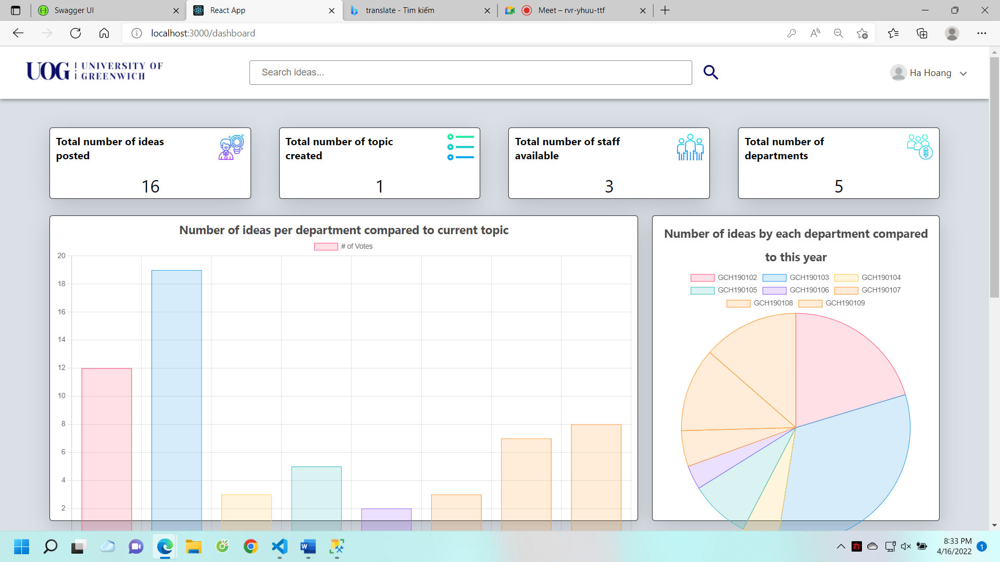 Swagger UI
React App
translate - Tìm kiếm
Meet – rvr-yhuu-ttf
localhost:3000/dashboard
UOG UNIVERSITY OF GREENWICH
Search ideas...
Ha Hoang
Total number of ideas posted
16
Total number of topic created
1
Total number of staff available
3
Total number of departments
5
Number of ideas per department compared to current topic
# of Votes
20
18
16
14
12
10
8
6
4
2
Number of ideas by each department compared
to this year
GCH190102 GCH190103 GCH190104
GCH190105 GCH190106 GCH190107
GCH190108 GCH190109
8:33 PM
4/16/2022
1